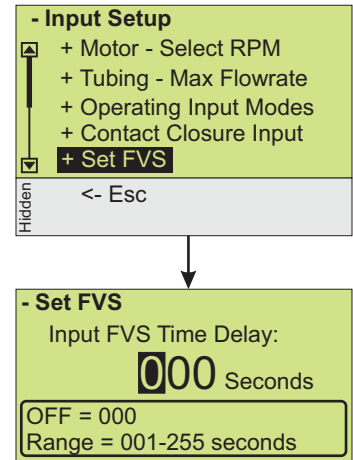 - Input Setup
+ Motor - Select RPM
+ Tubing - Max Flowrate
+ Operating Input Modes
+ Contact Closure Input
+ Set FVS
Hidden
<- Esc
- Set FVS
Input FVS Time Delay:
000 Seconds
OFF = 000
Range = 001-255 seconds